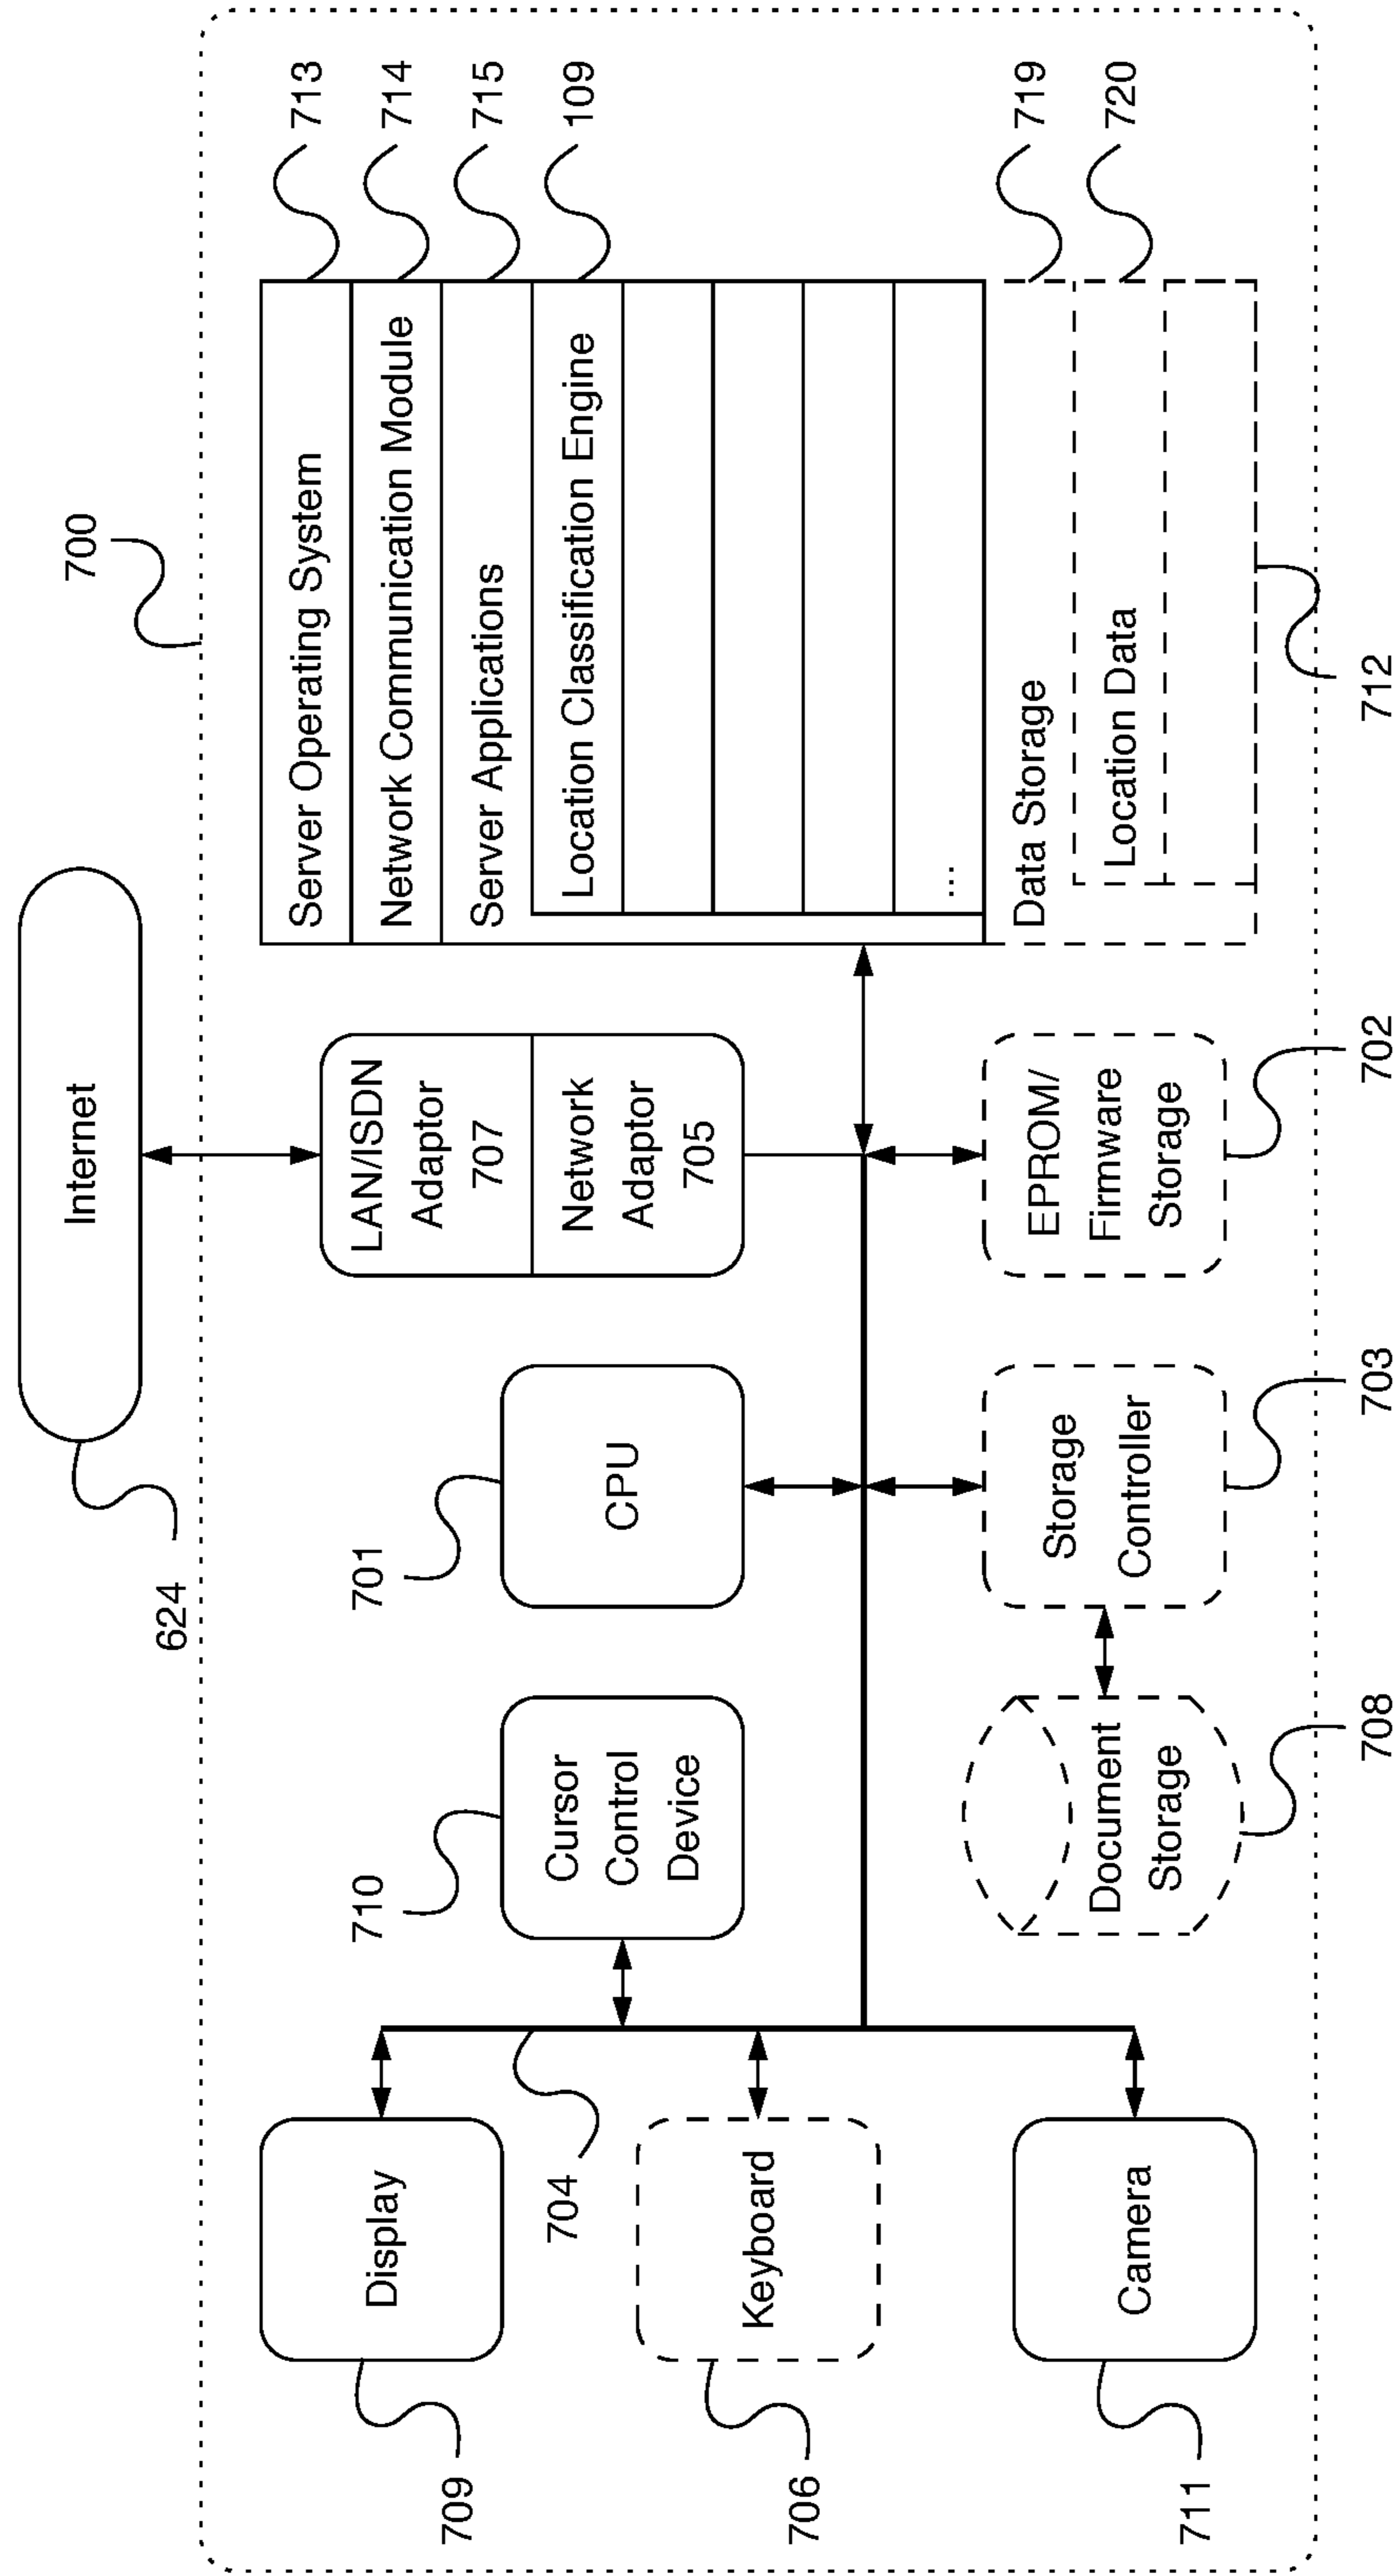 700
Internet
624
709
Display
704
706
Keyboard
711
Camera
710
Cursor
Control
Device
701
CPU
LAN/ISDN
Adaptor
707
Network
Adaptor
705
Document
Storage
708
Storage
Controller
703
EPROM/
Firmware
Storage
702
Server Operating System
713
Network Communication Module
714
Server Applications
715
Location Classification Engine
109
...
Data Storage
719
Location Data
720
712